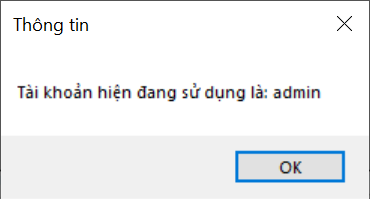 Thông tin
Tài khoản hiện đang sử dụng là: admin
OK